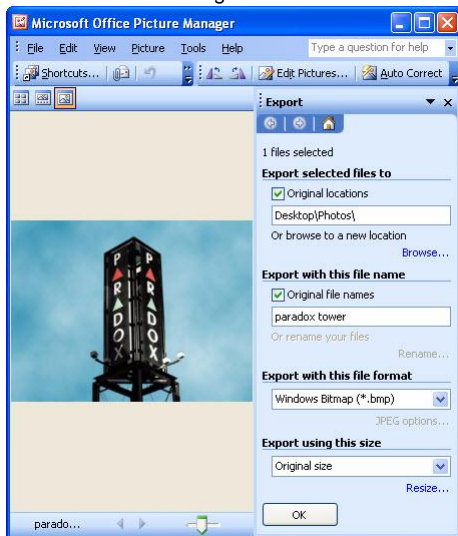 Microsoft Office Picture Manager
File Edit View Picture Tools Help Type a question for help
Shortcuts... Edit Pictures... Auto Correct
Export
1 files selected
Export selected files to
Original locations
Desktop\Photos\
Or browse to a new location
Browse...
Export with this file name
Original file names
paradox tower
Or rename your files
Rename...
Export with this file format
Windows Bitmap (*.bmp)
JPEG options...
Export using this size
Original size
Resize...
OK
PARADOX
PARADOX
parado...